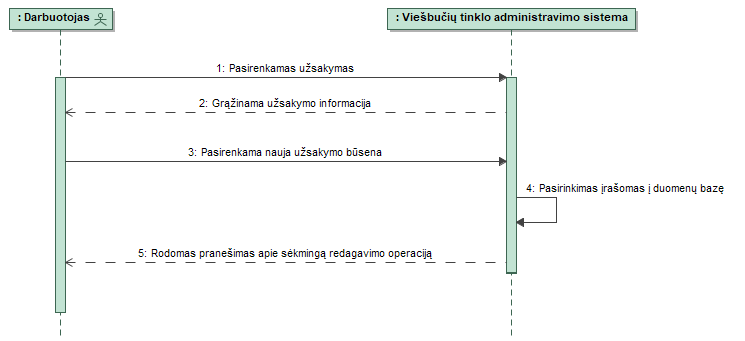 : Darbuotojas
: Viešbučių tinklo administravimo sistema
1: Pasirenkamas užsakymas
2: Grąžinama užsakymo informacija
3: Pasirenkama nauja užsakymo būsena
4: Pasirinkimas įrašomas į duomenų bazę
5: Rodomas pranešimas apie sėkmingą redagavimo operaciją